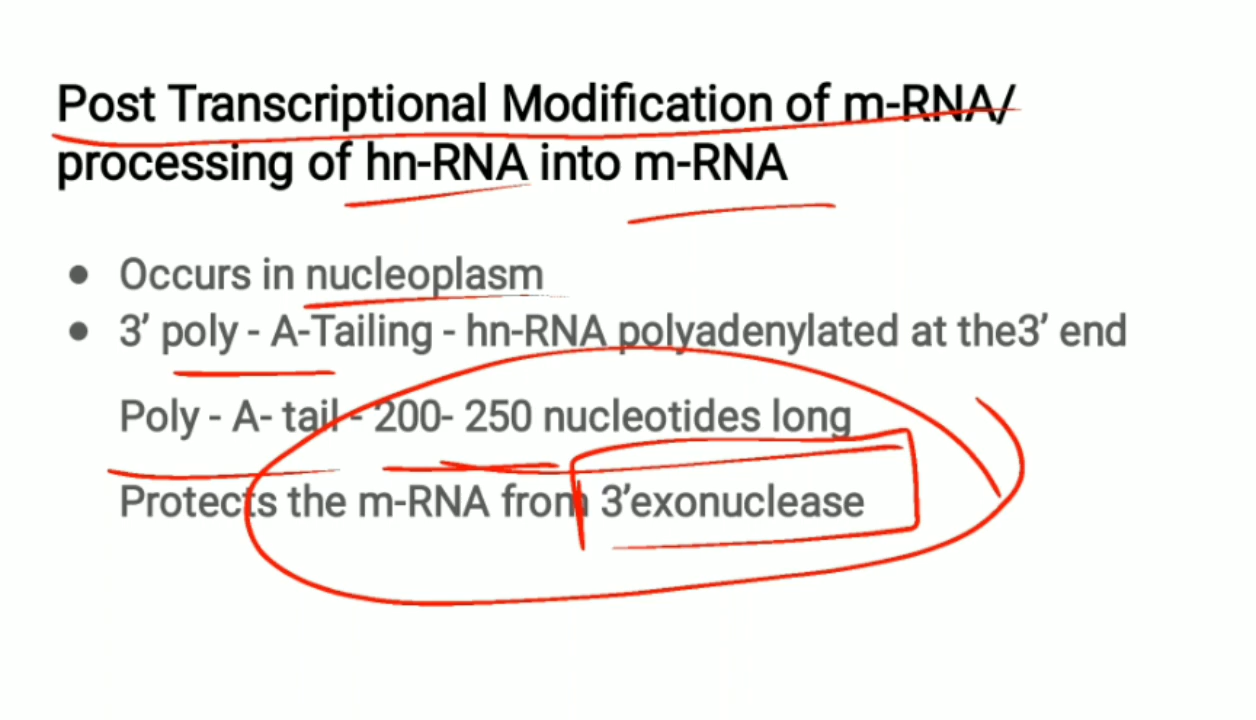 Post Transcriptional Modification of m-RNA/
processing of hn-RNA into m-RNA
● Occurs in nucleoplasm
● 3’ poly - A-Tailing - hn-RNA polyadenylated at the3’ end
Poly - A- tail - 200- 250 nucleotides long
Protects the m-RNA from 3’exonuclease